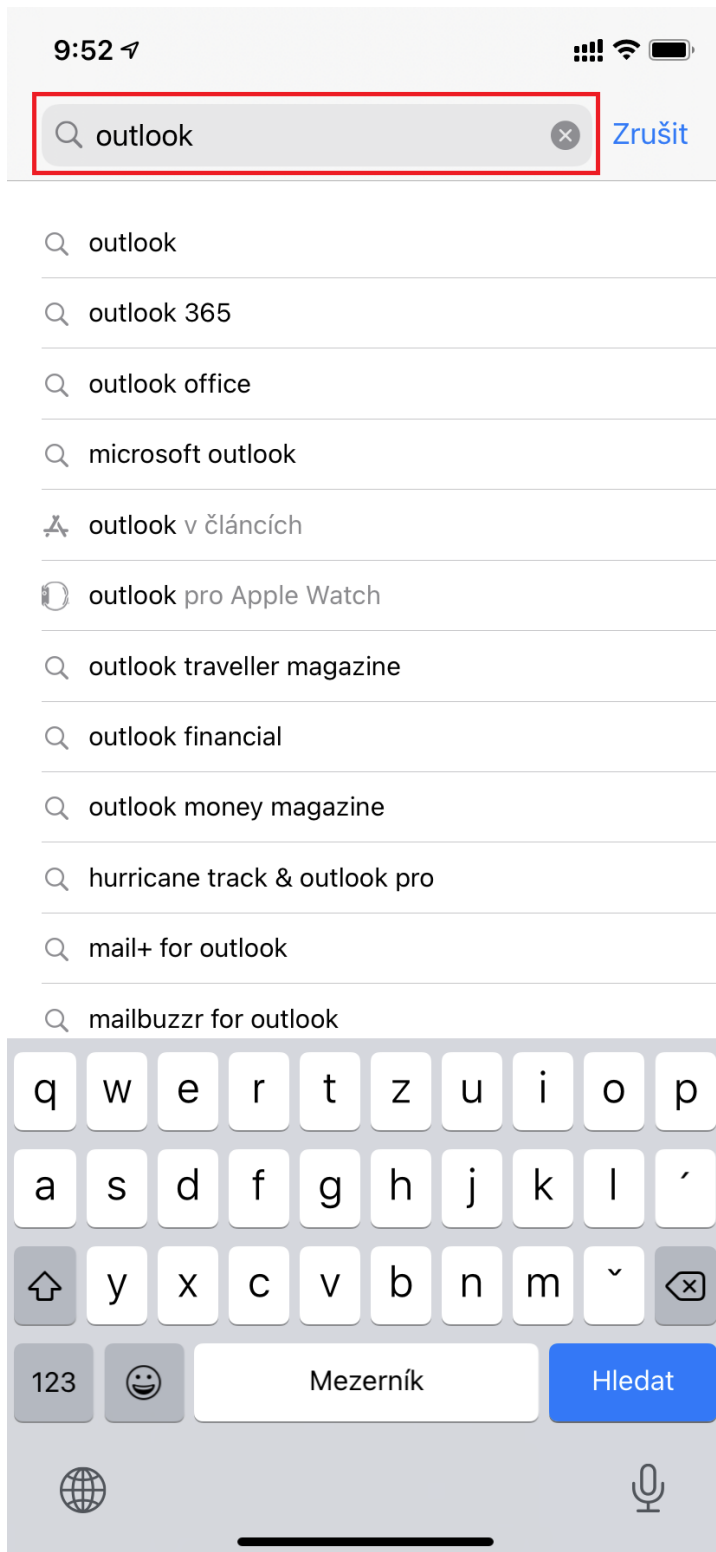 9:52
outlook
Zrušit
outlook
outlook 365
outlook office
microsoft outlook
outlook v článcích
outlook pro Apple Watch
outlook traveller magazine
outlook financial
outlook money magazine
hurricane track & outlook pro
mail+ for outlook
mailbuzzr for outlook
q w e r t z u i o p
a s d f g h j k l ´
y x c v b n m ˇ
123 Mezerník Hledat